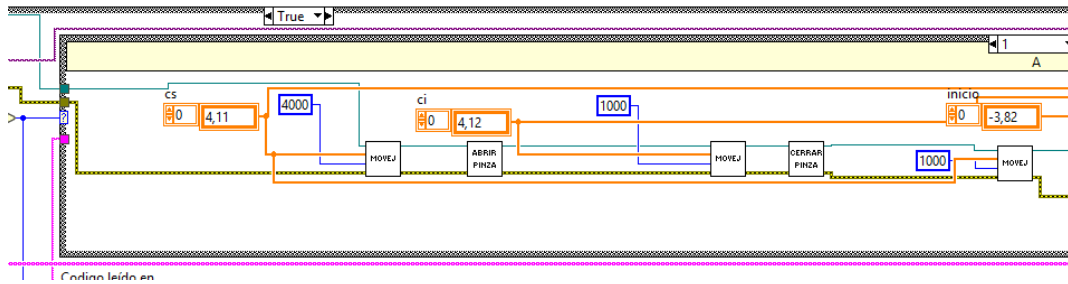 True
1
A
cs
0 4,11
4000
ci
0 4,12
1000
inicio
0 -3,82
MOVEJ
ABRIR
PINZA
MOVEJ
CERRAR
PINZA
1000
MOVEJ
?
Codigo leído en